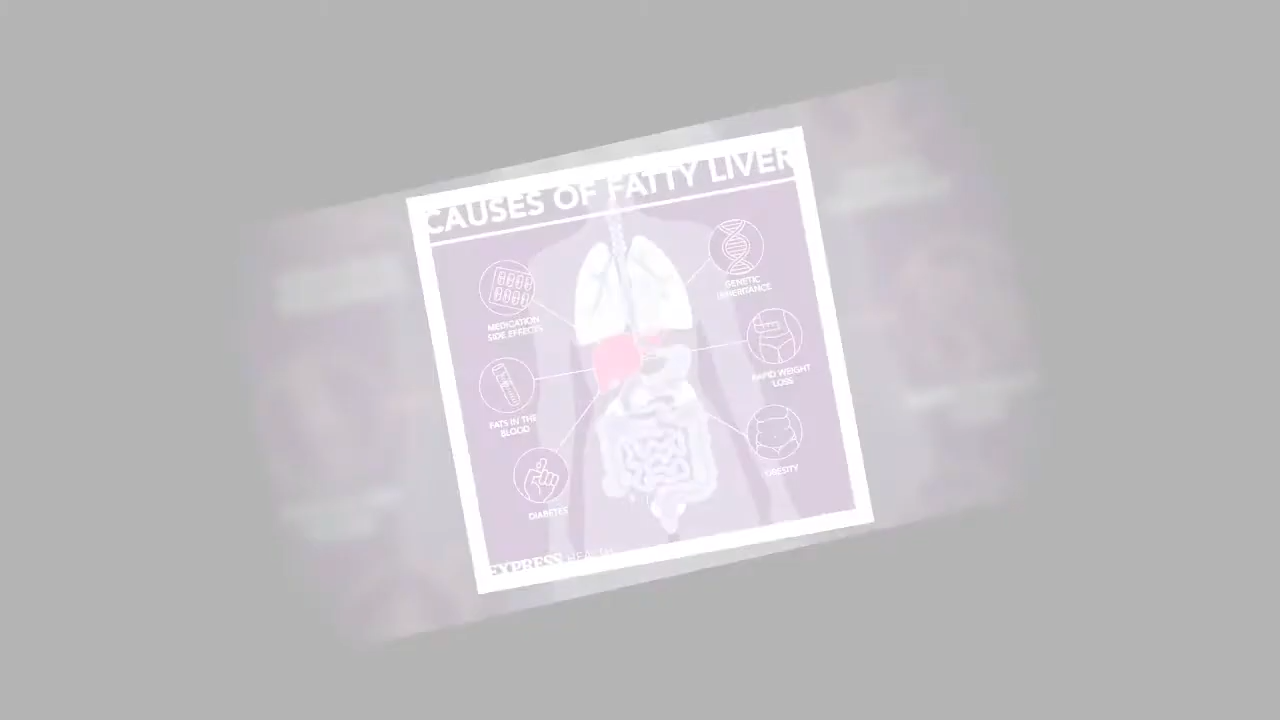 CAUSES OF FATTY LIVER
MEDICATION
SIDE EFFECTS
GENETIC
INHERITANCE
FATS IN THE
BLOOD
RAPID WEIGHT
LOSS
DIABETES
OBESITY
EXPRESS HEALTH